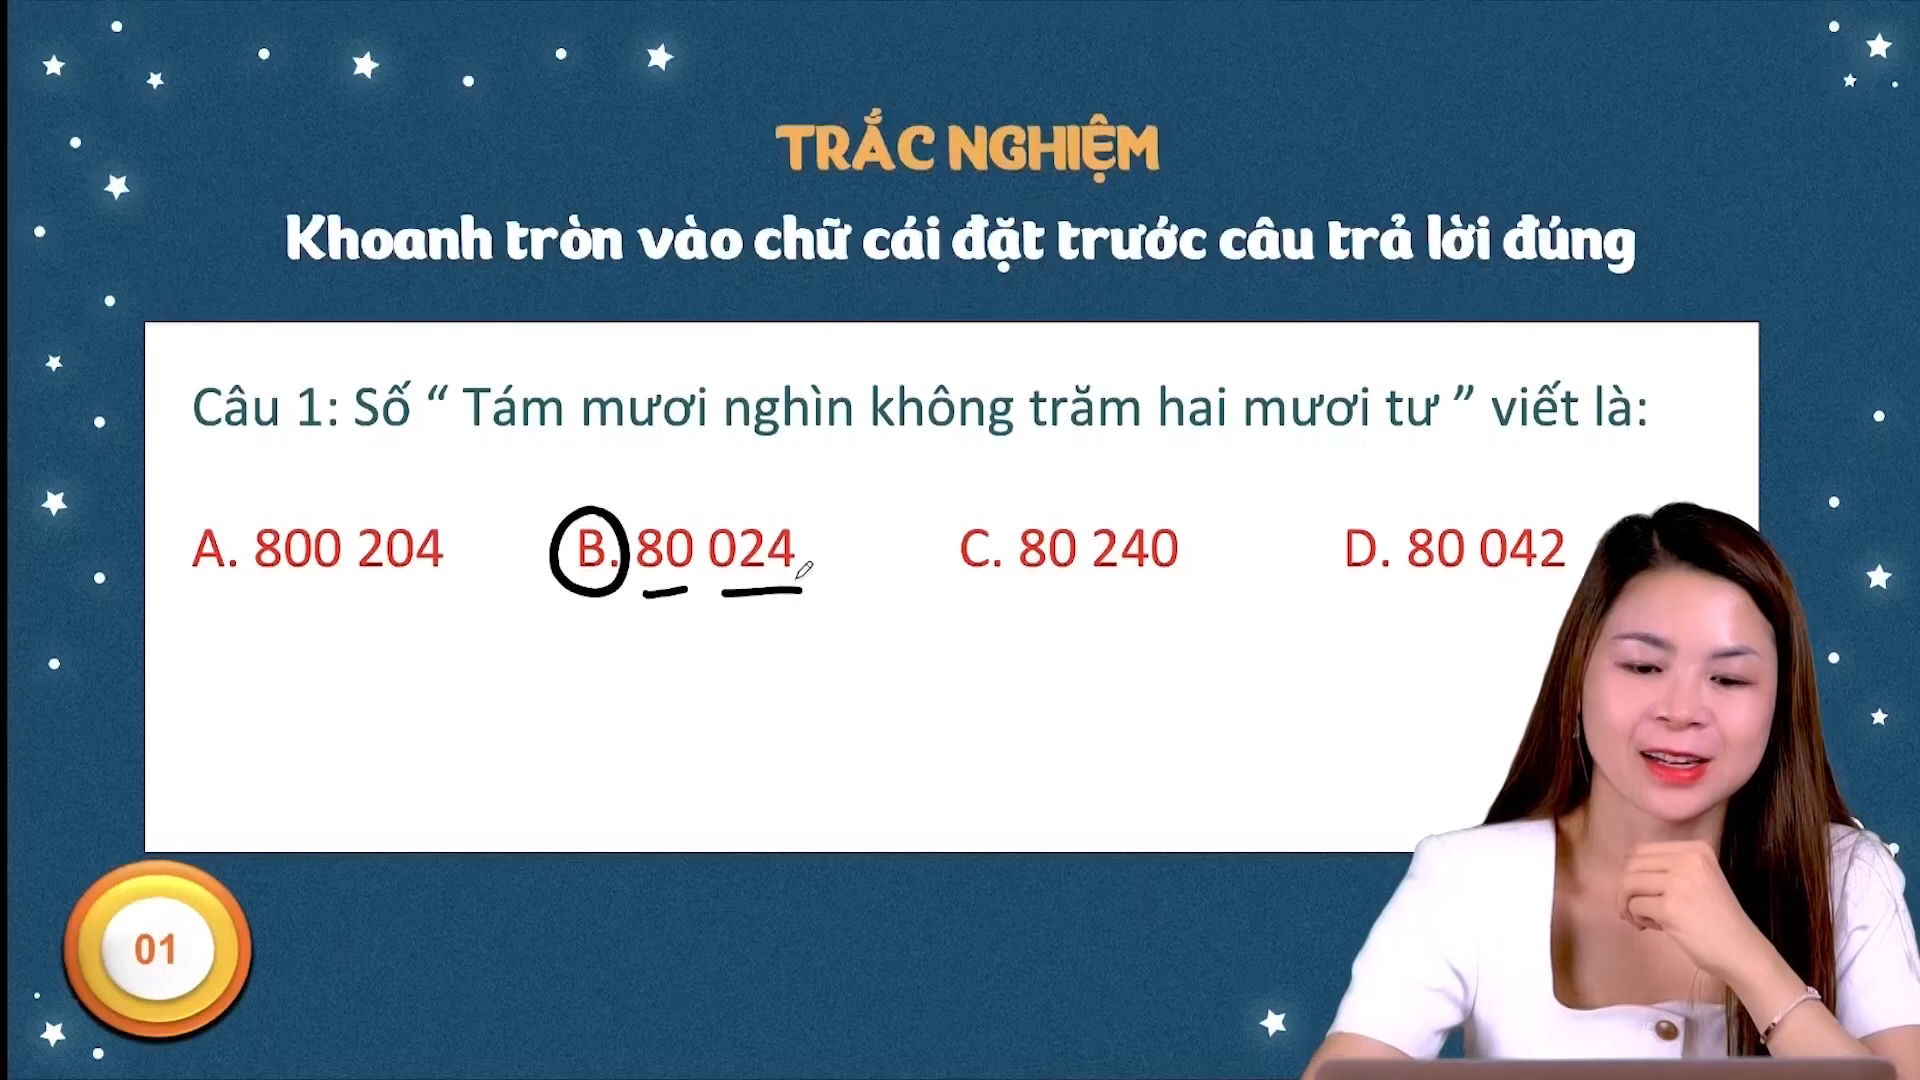 TRẮC NGHIỆM
Khoanh tròn vào chữ cái đặt trước câu trả lời đúng
Câu 1: Số “ Tám mươi nghìn không trăm hai mươi tư ” viết là:
A. 800 204 B. 80 024 C. 80 240 D. 80 042
01